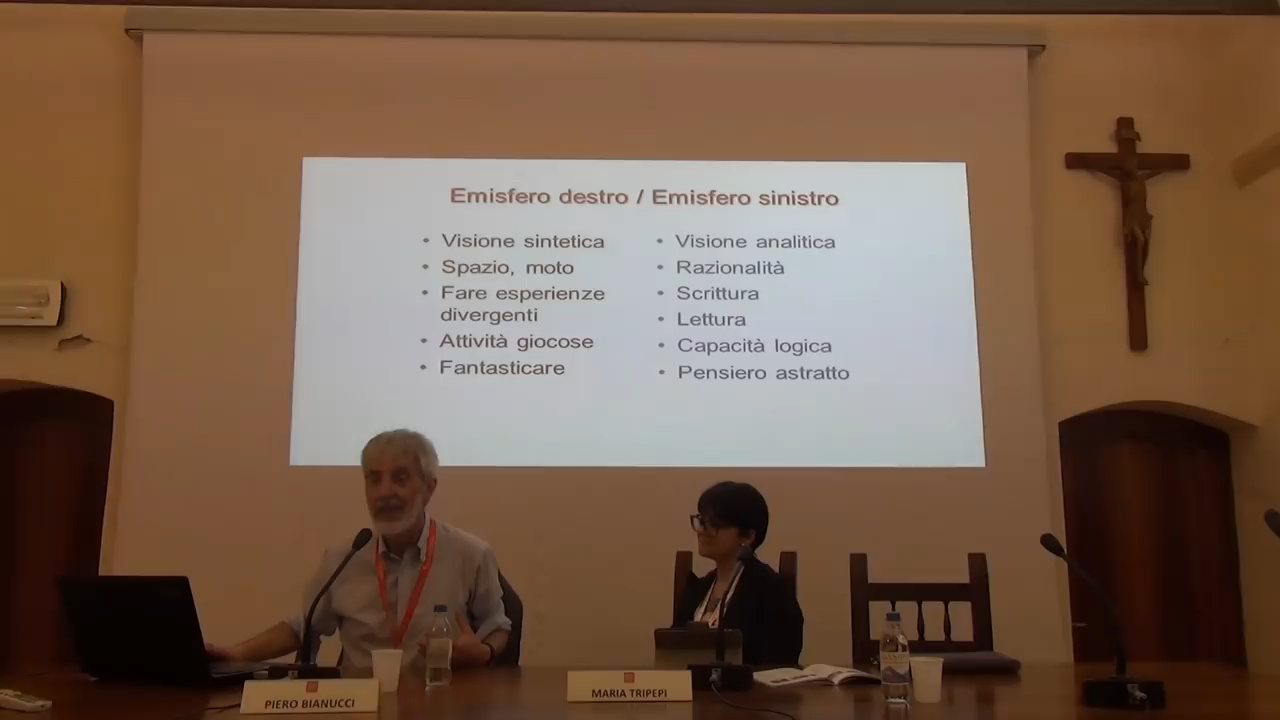 Emisfero destro / Emisfero sinistro
• Visione sintetica
• Spazio, moto
• Fare esperienze
divergenti
• Attività giocose
• Fantasticare
• Visione analitica
• Razionalità
• Scrittura
• Lettura
• Capacità logica
• Pensiero astratto
PIERO BIANUCCI
MARIA TRIPEPI